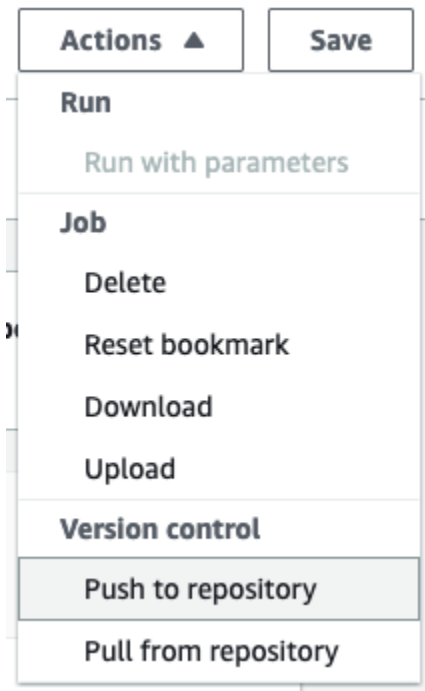 Actions ▲ Save
Run
Run with parameters
Job
Delete
Reset bookmark
Download
Upload
Version control
Push to repository
Pull from repository